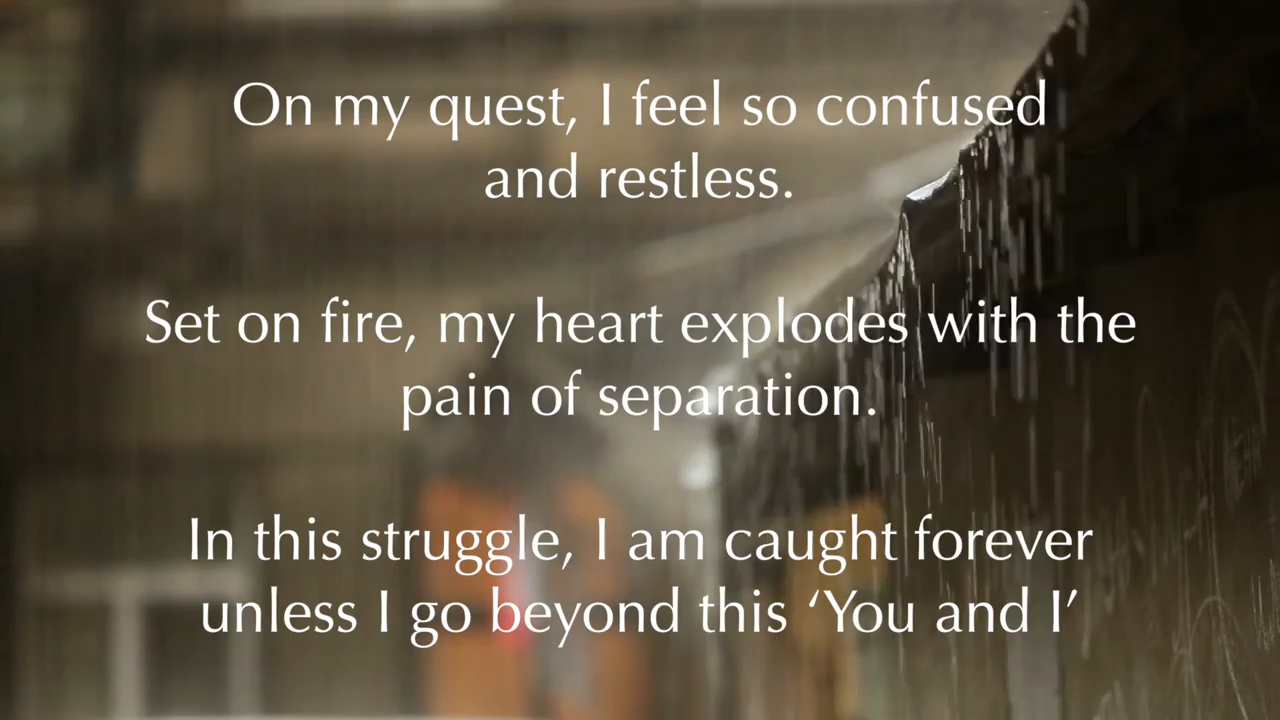 On my quest, I feel so confused
and restless.
Set on fire, my heart explodes with the
pain of separation.
In this struggle, I am caught forever
unless I go beyond this ‘You and I’